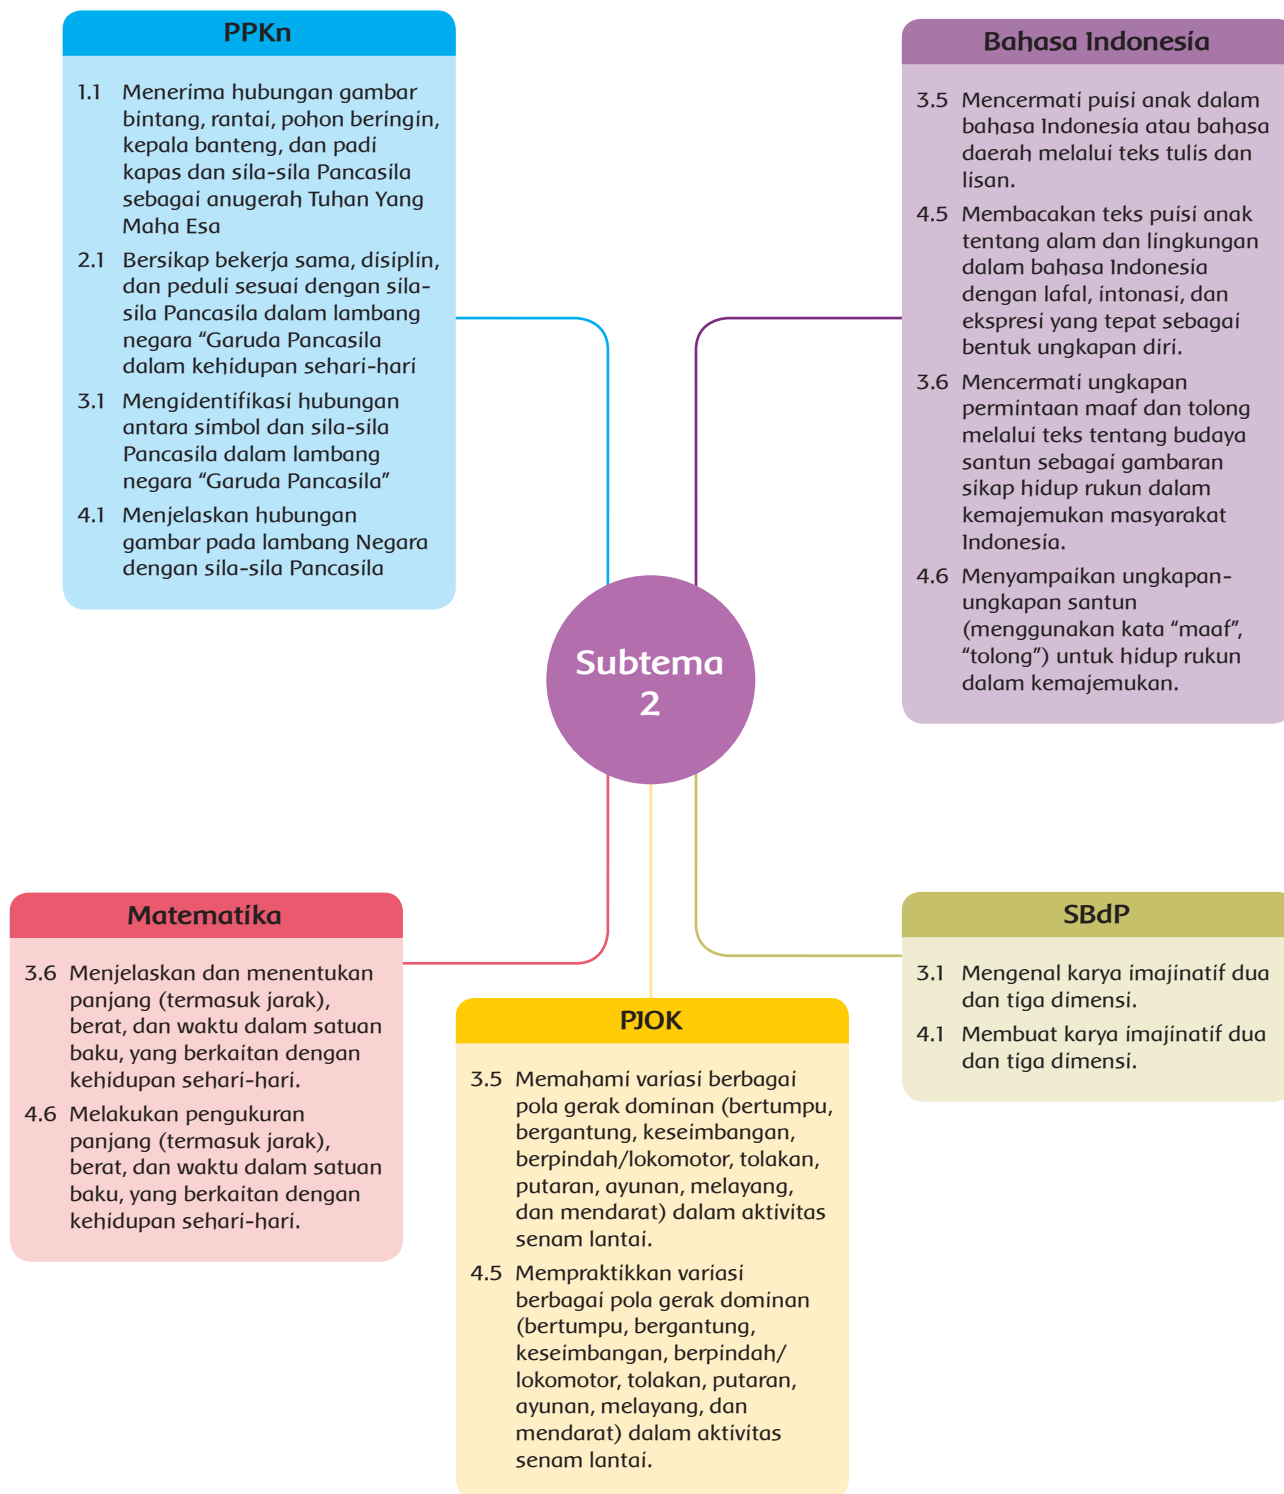 PPKn
1.1 Menerima hubungan gambar
bintang, rantai, pohon beringin,
kepala banteng, dan padi
kapas dan sila-sila Pancasila
sebagai anugerah Tuhan Yang
Maha Esa
2.1 Bersikap bekerja sama, disiplin,
dan peduli sesuai dengan sila-
sila Pancasila dalam lambang
negara “Garuda Pancasila
dalam kehidupan sehari-hari
3.1 Mengidentifikasi hubungan
antara simbol dan sila-sila
Pancasila dalam lambang
negara “Garuda Pancasila”
4.1 Menjelaskan hubungan
gambar pada lambang Negara
dengan sila-sila Pancasila
Bahasa Indonesia
3.5 Mencermati puisi anak dalam
bahasa Indonesia atau bahasa
daerah melalui teks tulis dan
lisan.
4.5 Membacakan teks puisi anak
tentang alam dan lingkungan
dalam bahasa Indonesia
dengan lafal, intonasi, dan
ekspresi yang tepat sebagai
bentuk ungkapan diri.
3.6 Mencermati ungkapan
permintaan maaf dan tolong
melalui teks tentang budaya
santun sebagai gambaran
sikap hidup rukun dalam
kemajemukan masyarakat
Indonesia.
4.6 Menyampaikan ungkapan-
ungkapan santun
(menggunakan kata “maaf”,
“tolong”) untuk hidup rukun
dalam kemajemukan.
Subtema
2
Matematika
3.6 Menjelaskan dan menentukan
panjang (termasuk jarak),
berat, dan waktu dalam satuan
baku, yang berkaitan dengan
kehidupan sehari-hari.
4.6 Melakukan pengukuran
panjang (termasuk jarak),
berat, dan waktu dalam satuan
baku, yang berkaitan dengan
kehidupan sehari-hari.
PJOK
3.5 Memahami variasi berbagai
pola gerak dominan (bertumpu,
bergantung, keseimbangan,
berpindah/lokomotor, tolakan,
putaran, ayunan, melayang,
dan mendarat) dalam aktivitas
senam lantai.
4.5 Mempraktikkan variasi
berbagai pola gerak dominan
(bertumpu, bergantung,
keseimbangan, berpindah/
lokomotor, tolakan, putaran,
ayunan, melayang, dan
mendarat) dalam aktivitas
senam lantai.
SBdP
3.1 Mengenal karya imajinatif dua
dan tiga dimensi.
4.1 Membuat karya imajinatif dua
dan tiga dimensi.